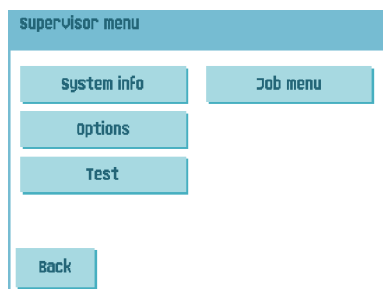 Supervisor menu
System info
Job menu
Options
Test
Back